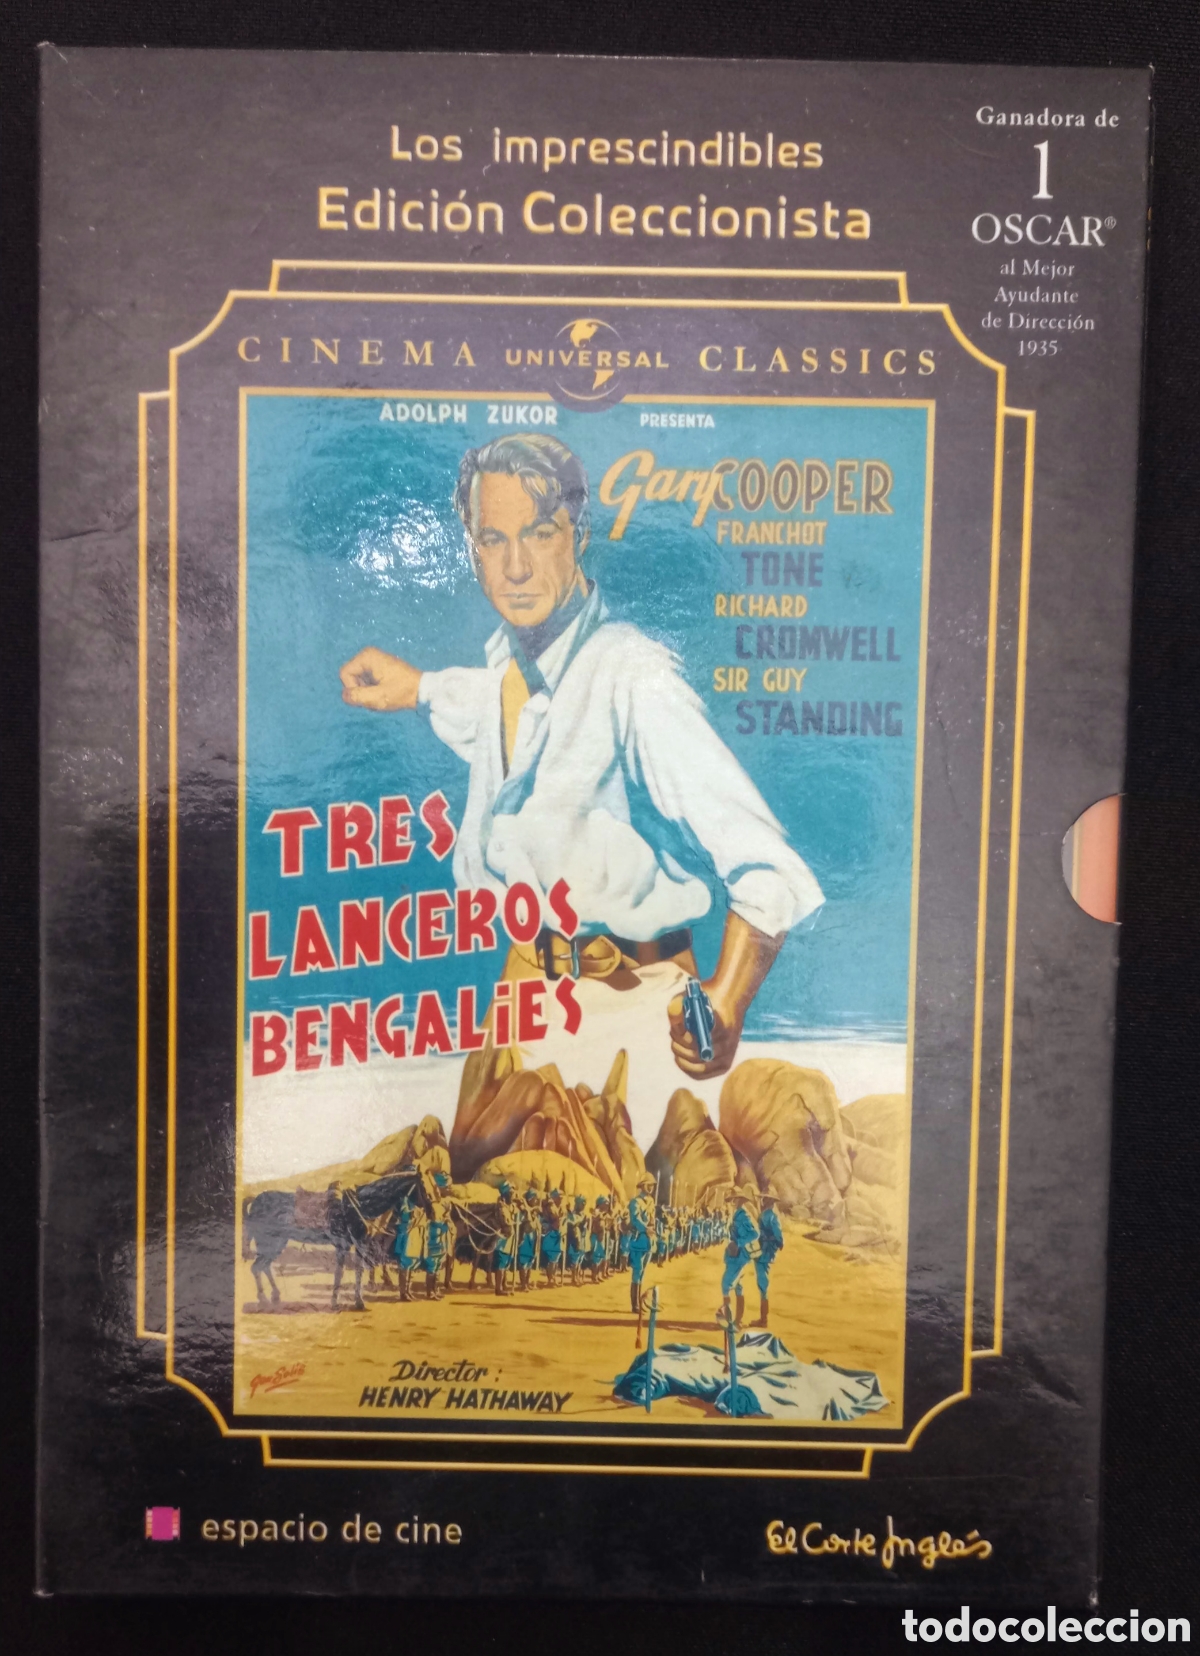 Los imprescindibles
Edición Coleccionista
Ganadora de
1
OSCAR®
al Mejor
Ayudante
de Dirección
1935
CINEMA UNIVERSAL CLASSICS
ADOLPH ZUKOR PRESENTA
Gary COOPER
FRANCHOT
TONE
RICHARD
CROMWELL
SIR GUY
STANDING
TRES
LANCEROS
BENGALiES
Director:
HENRY HATHAWAY
espacio de cine
El Corte Inglés
todocoleccion